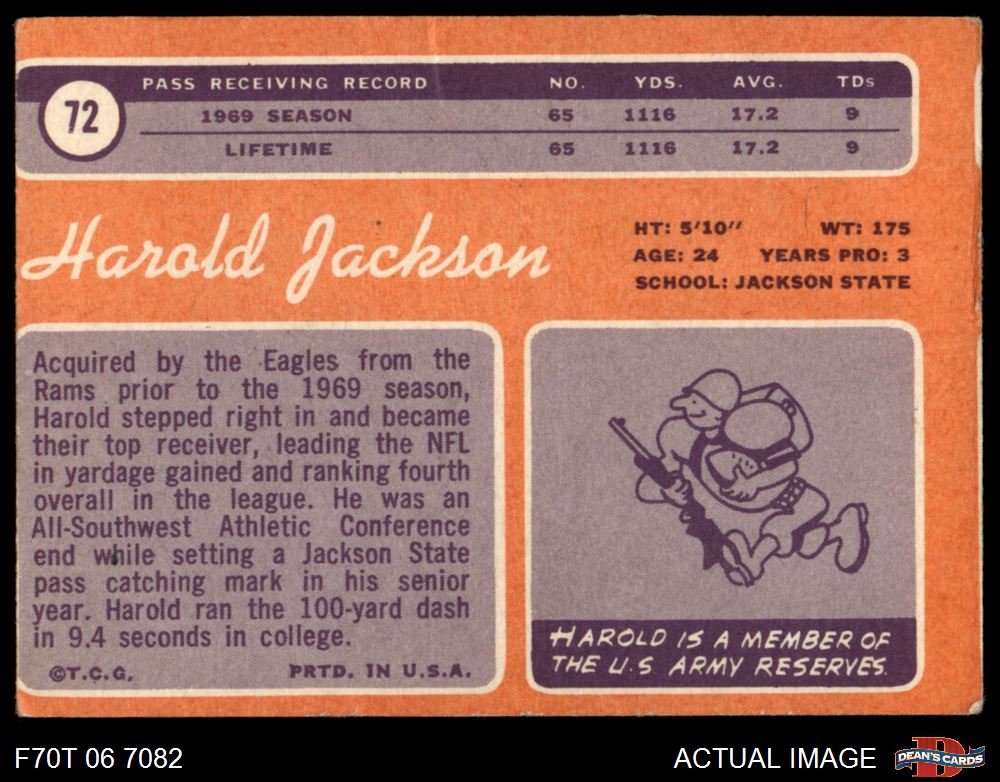 72
PASS RECEIVING RECORD NO. YDS. AVG. TDs
1969 SEASON 65 1116 17.2 9
LIFETIME 65 1116 17.2 9
Harold Jackson
HT: 5'10" WT: 175
AGE: 24 YEARS PRO: 3
SCHOOL: JACKSON STATE
Acquired by the Eagles from the
Rams prior to the 1969 season,
Harold stepped right in and became
their top receiver, leading the NFL
in yardage gained and ranking fourth
overall in the league. He was an
All-Southwest Athletic Conference
end while setting a Jackson State
pass catching mark in his senior
year. Harold ran the 100-yard dash
in 9.4 seconds in college.
©T.C.G. PRTD. IN U.S.A.
HAROLD IS A MEMBER OF
THE U.S ARMY RESERVES.
F70T 06 7082
ACTUAL IMAGE
D
DEAN'S CARDS